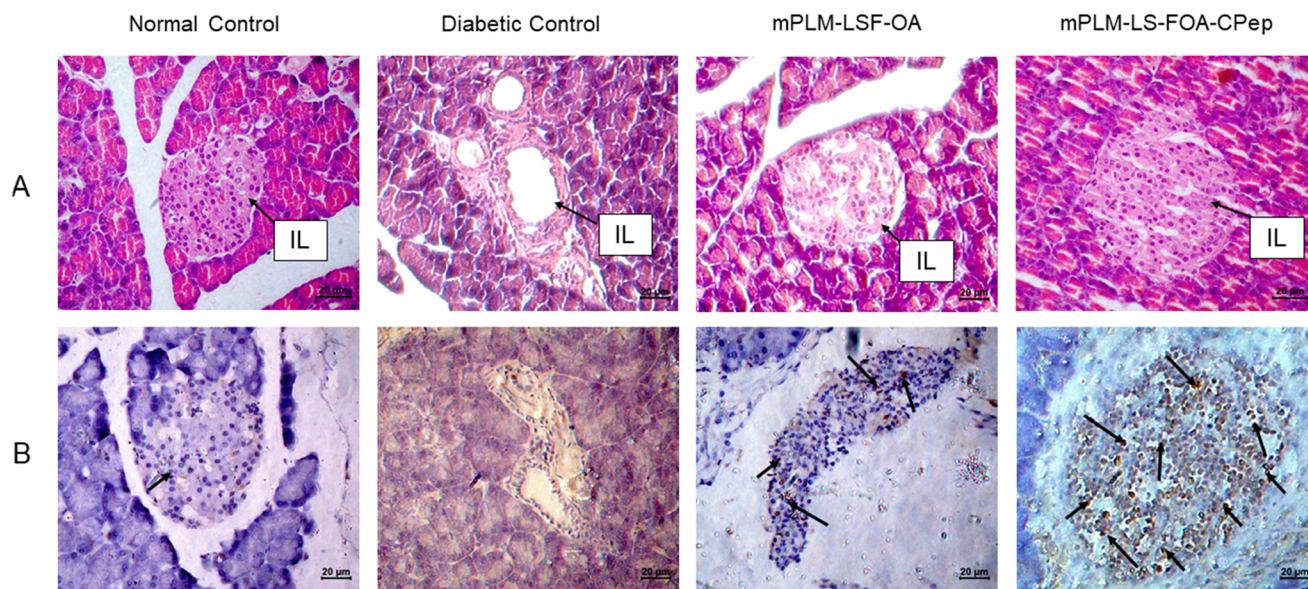 Normal Control Diabetic Control mPLM-LSF-OA mPLM-LS-FOA-CPep
A
IL IL IL IL
20 µm 20 µm 20 µm 20 µm
B
20 µm 20 µm 20 µm 20 µm